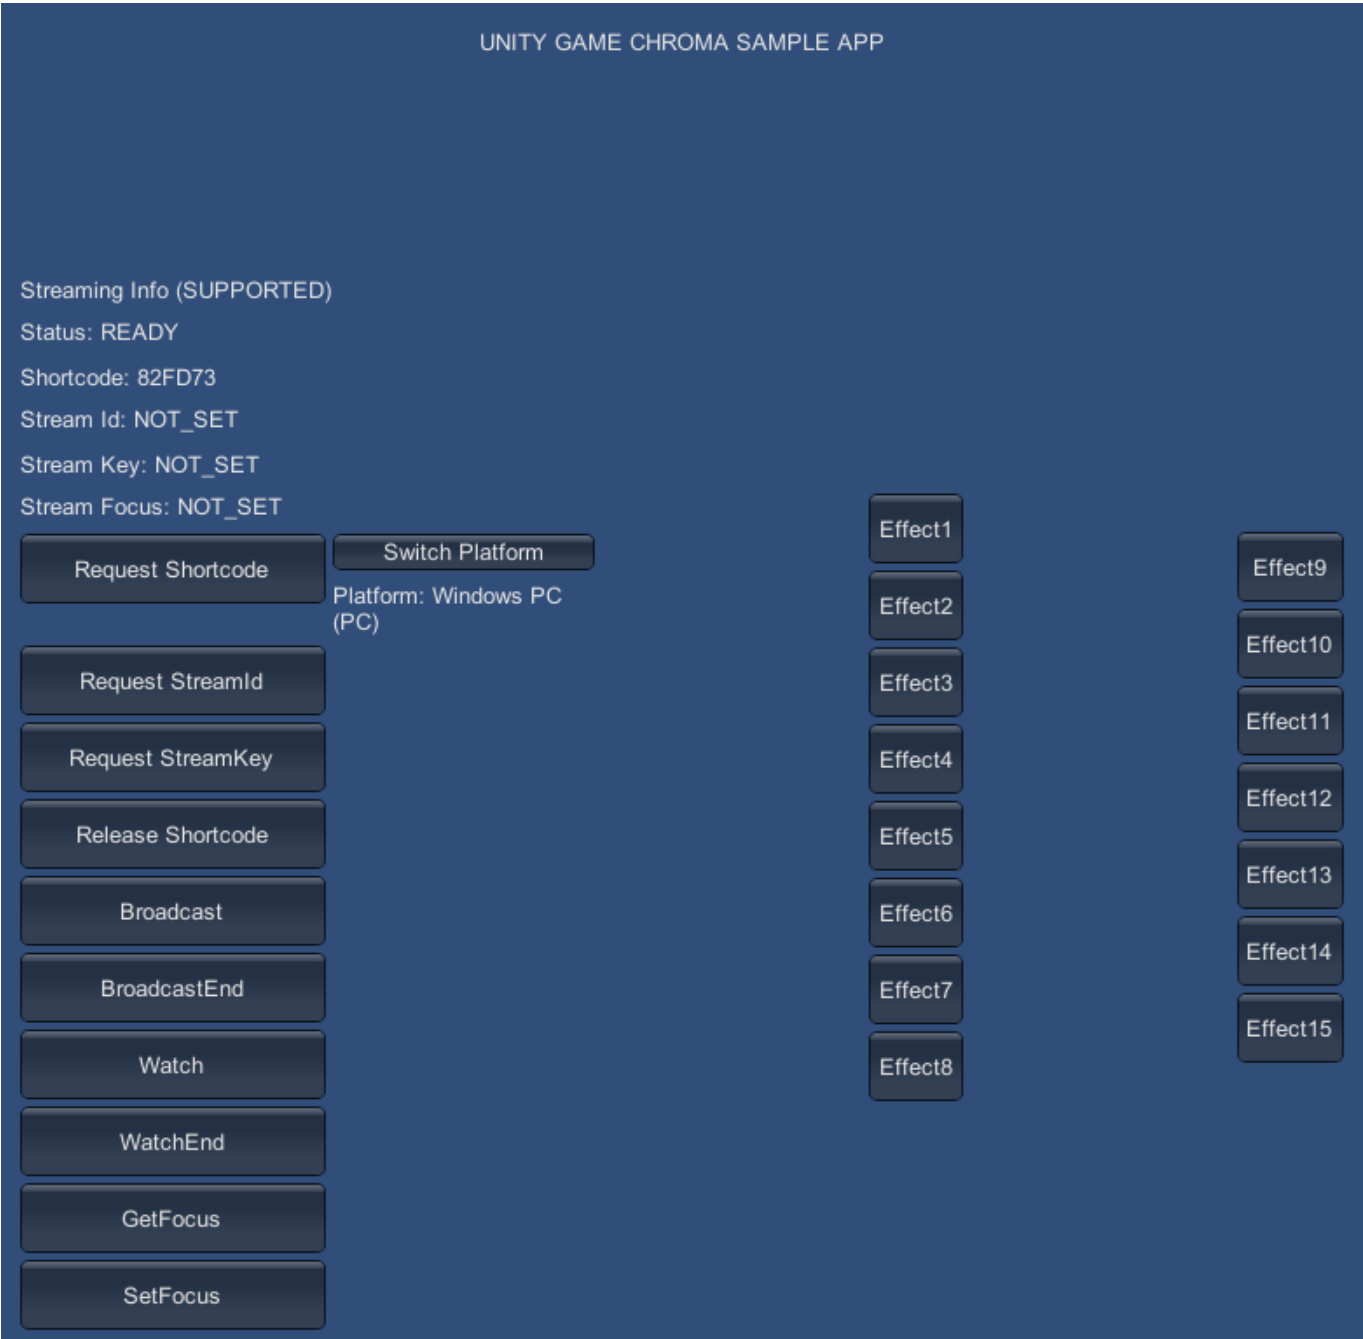 UNITY GAME CHROMA SAMPLE APP
Streaming Info (SUPPORTED)
Status: READY
Shortcode: 82FD73
Stream Id: NOT_SET
Stream Key: NOT_SET
Stream Focus: NOT_SET
Request Shortcode
Switch Platform
Platform: Windows PC
(PC)
Request StreamId
Request StreamKey
Release Shortcode
Broadcast
BroadcastEnd
Watch
WatchEnd
GetFocus
SetFocus
Effect1
Effect2
Effect3
Effect4
Effect5
Effect6
Effect7
Effect8
Effect9
Effect10
Effect11
Effect12
Effect13
Effect14
Effect15